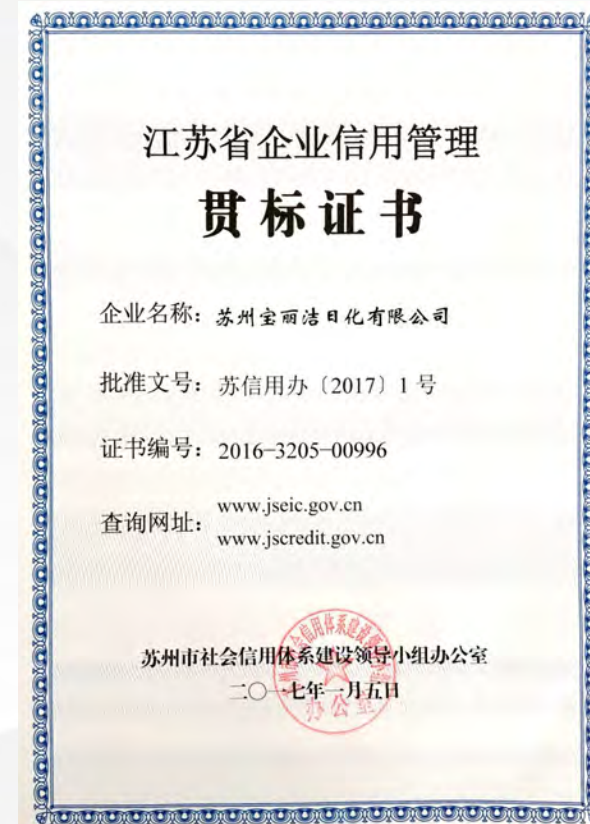 江苏省企业信用管理
贯标证书
企业名称：苏州宝丽洁日化有限公司
批准文号：苏信用办〔2017〕1号
证书编号：2016-3205-00996
查询网址：www.jseic.gov.cn
www.jscredit.gov.cn
苏州市社会信用体系建设领导小组办公室
二〇一七年一月五日
办公室